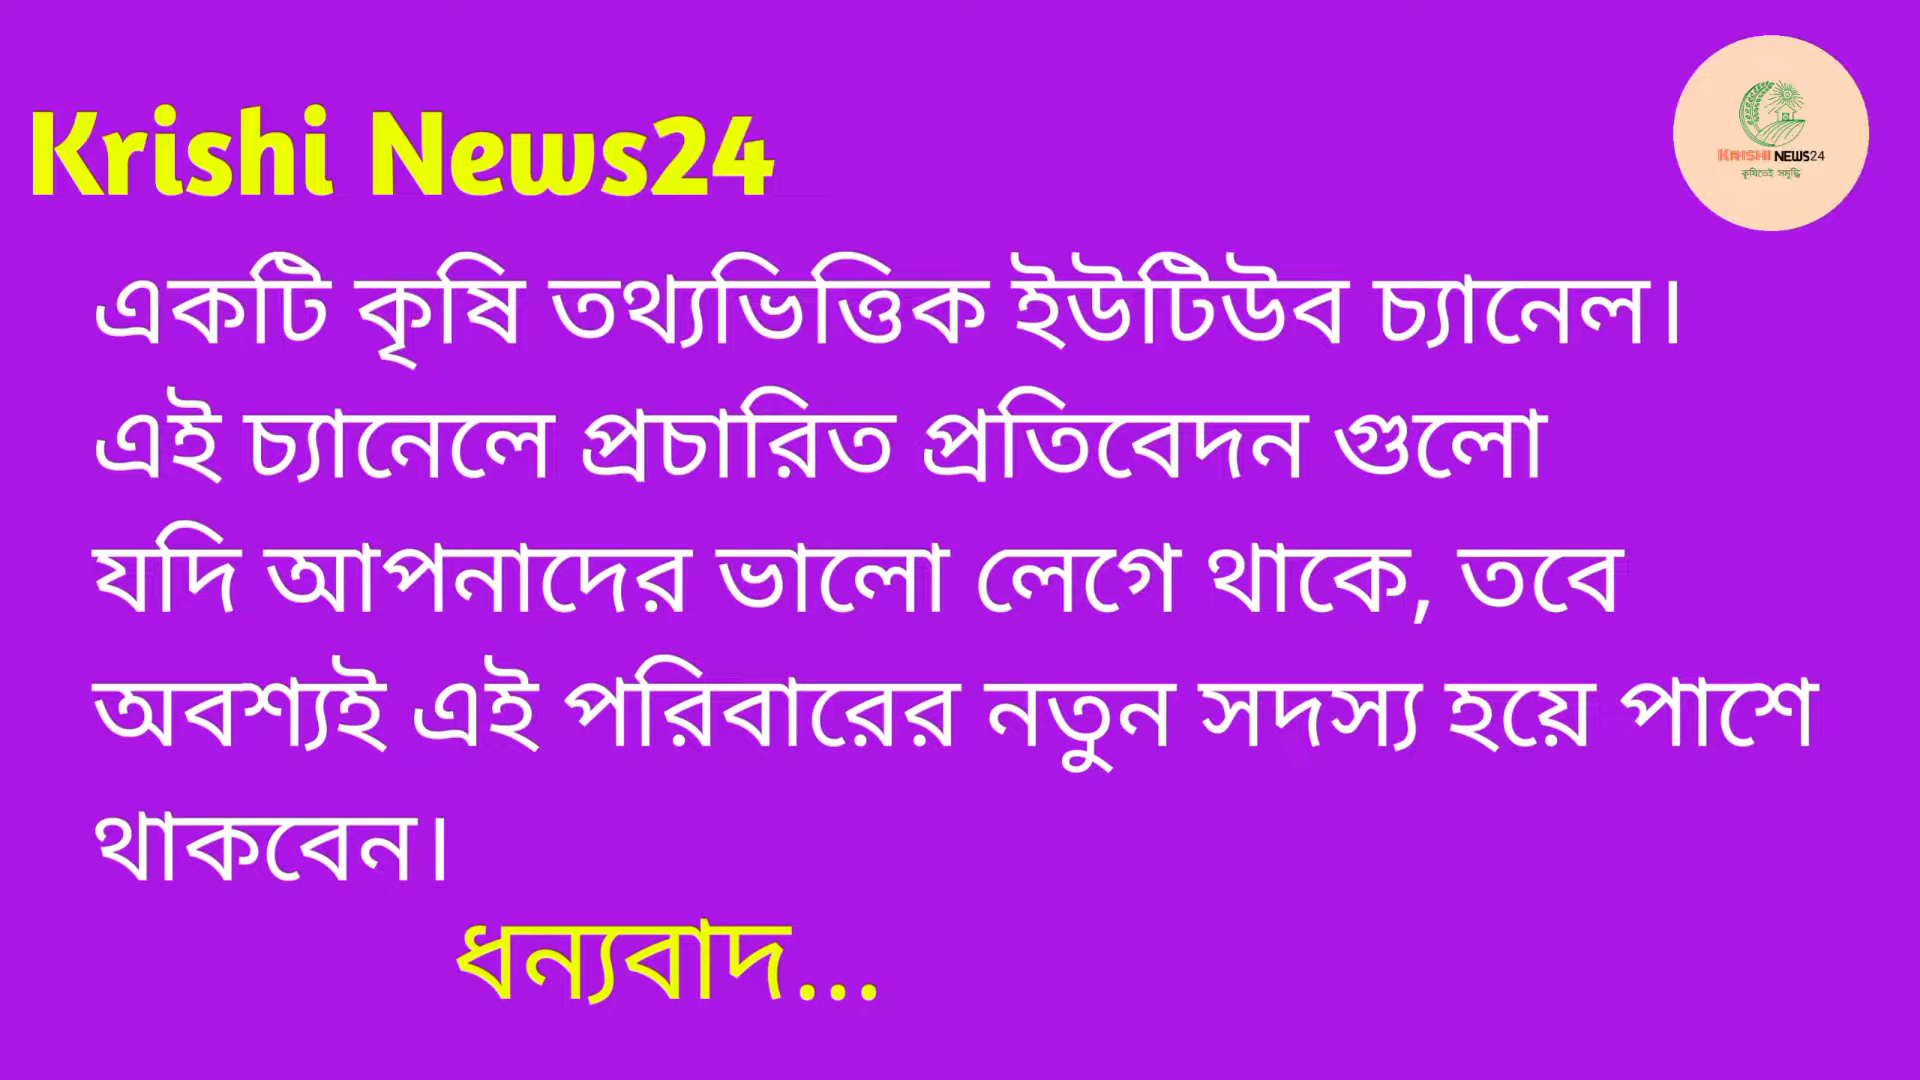 Krishi News24
KRISHI NEWS24
কৃষিতেই সমৃদ্ধি
একটি কৃষি তথ্যভিত্তিক ইউটিউব চ্যানেল।
এই চ্যানেলে প্রচারিত প্রতিবেদন গুলো
যদি আপনাদের ভালো লেগে থাকে, তবে
অবশ্যই এই পরিবারের নতুন সদস্য হয়ে পাশে
থাকবেন।
ধন্যবাদ...